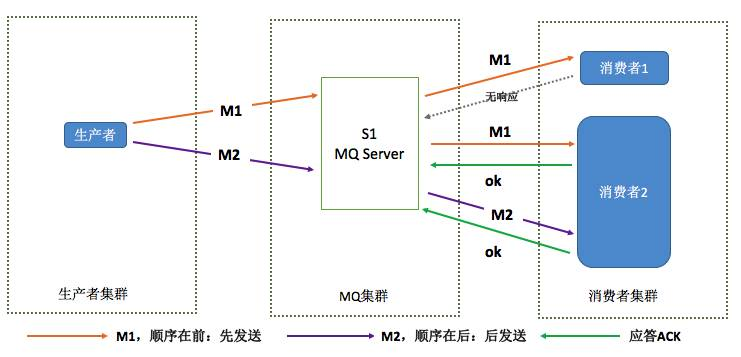 M1
消费者1
无响应
生产者
M1
S1
MQ Server
M1
M2
ok
消费者2
M2
ok
生产者集群
MQ集群
消费者集群
M1，顺序在前：先发送
M2，顺序在后：后发送
应答ACK